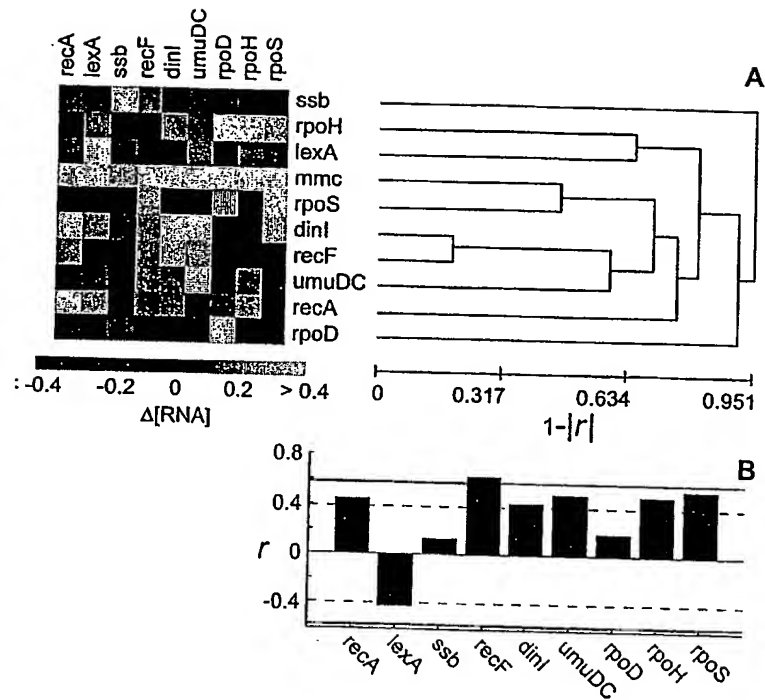 recA lexA ssb recF dinI umuDC rpoD rpoH rpoS
A
ssb
rpoH
lexA
mmc
rpoS
dinI
recF
umuDC
recA
rpoD
: -0.4 -0.2 0 0.2 > 0.4
Δ[RNA]
0 0.317 0.634 0.951
1-|r|
B
0.8
0.4
0
-0.4
r
recA lexA ssb recF dinI umuDC rpoD rpoH rpoS